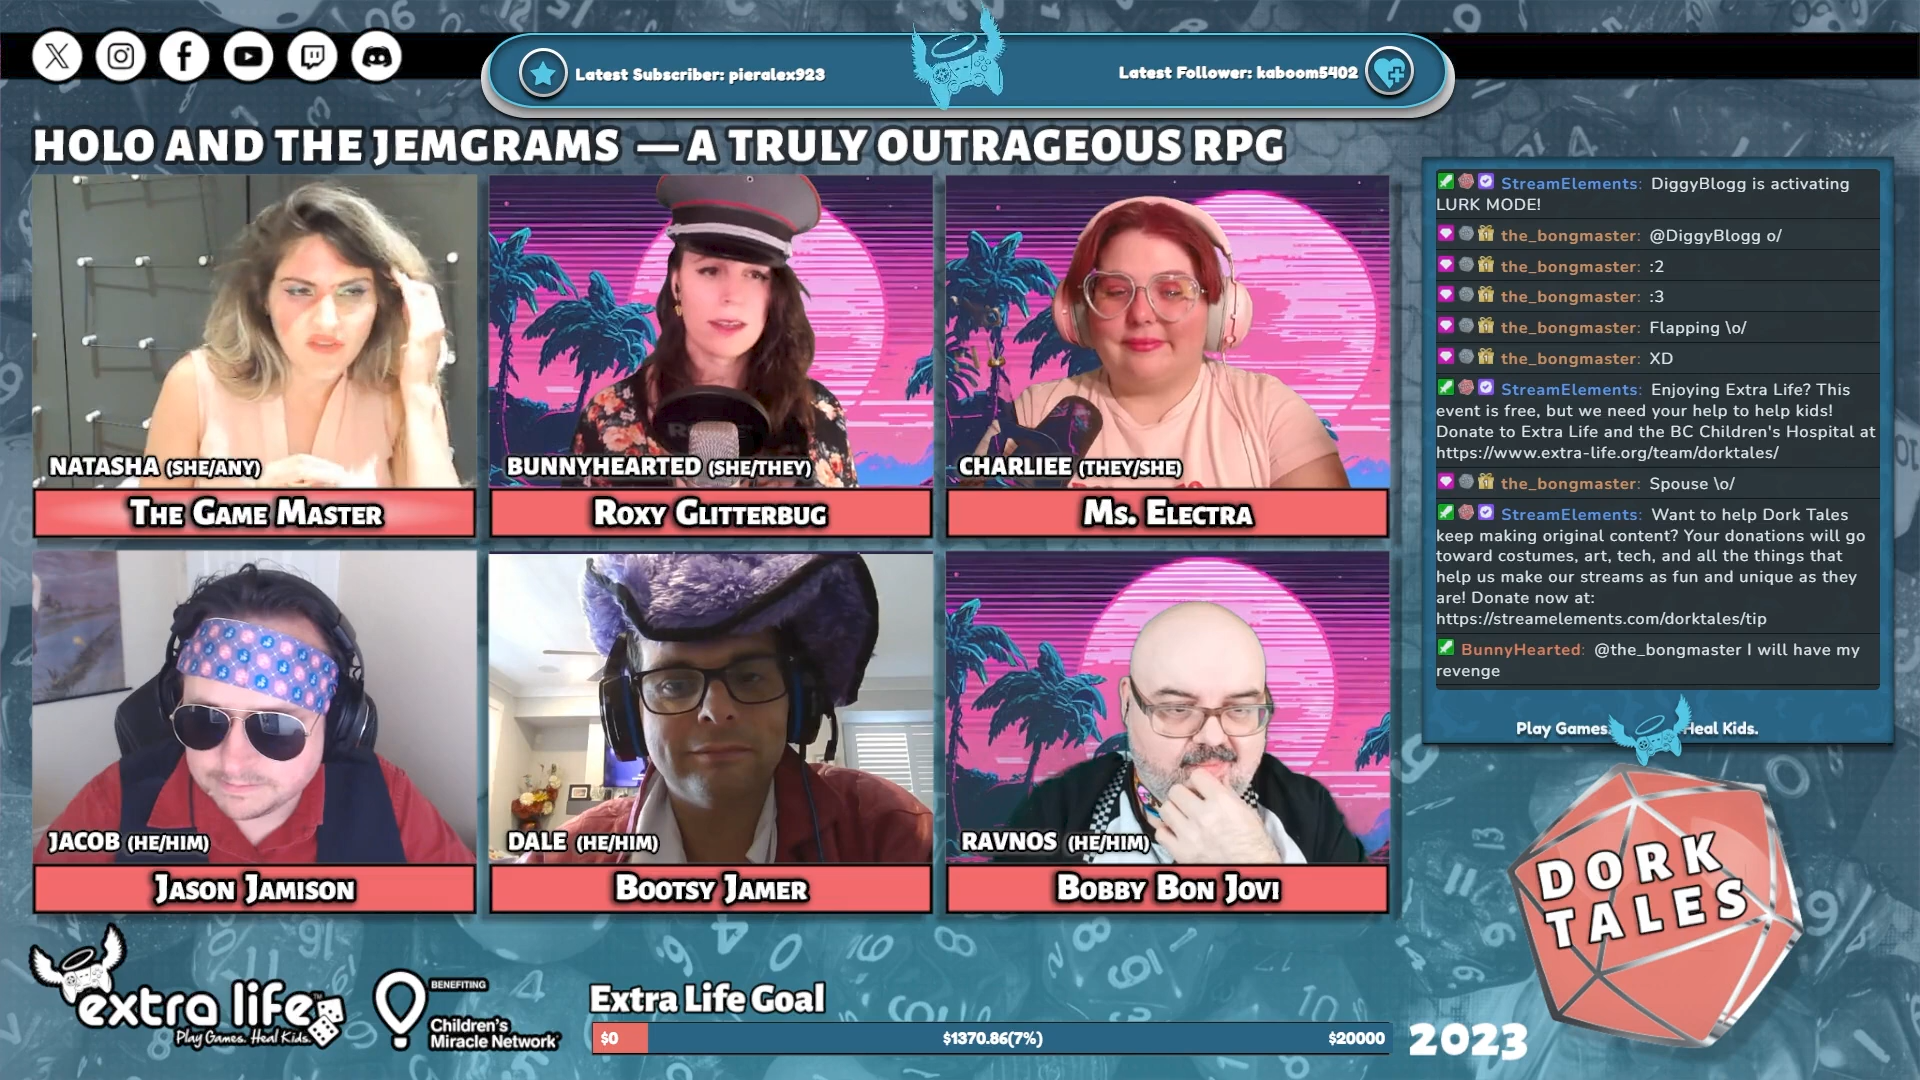 Latest Subscriber: pieralex923
Latest Follower: kaboom5402
HOLO AND THE JEMGRAMS — A TRULY OUTRAGEOUS RPG
NATASHA (SHE/ANY)
THE GAME MASTER
BUNNYHEARTED (SHE/THEY)
ROXY GLITTERBUG
CHARLIEE (THEY/SHE)
MS. ELECTRA
JACOB (HE/HIM)
JASON JAMISON
DALE (HE/HIM)
BOOTSY JAMER
RAVNOS (HE/HIM)
BOBBY BON JOVI
StreamElements: DiggyBlogg is activating
LURK MODE!
the_bongmaster: @DiggyBlogg o/
the_bongmaster: :2
the_bongmaster: :3
the_bongmaster: Flapping \o/
the_bongmaster: XD
StreamElements: Enjoying Extra Life? This
event is free, but we need your help to help kids!
Donate to Extra Life and the BC Children's Hospital at
https://www.extra-life.org/team/dorktales/
the_bongmaster: Spouse \o/
StreamElements: Want to help Dork Tales
keep making original content? Your donations will go
toward costumes, art, tech, and all the things that
help us make our streams as fun and unique as they
are! Donate now at:
https://streamelements.com/dorktales/tip
BunnyHearted: @the_bongmaster I will have my
revenge
Play Games. Heal Kids.
DORK
TALES
extra life
Play Games. Heal Kids.
BENEFITING
Children's
Miracle Network
Extra Life Goal
$0 $1370.86(7%) $20000
2023